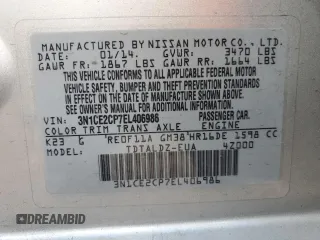 MANUFACTURED BY NISSAN MOTOR CO., LTD.
DATE: 01/14. GVWR: 3470 LBS
GAWR FR: 1867 LBS GAWR RR: 1664 LBS
THIS VEHICLE CONFORMS TO ALL APPLICABLE FEDERAL
MOTOR VEHICLE SAFETY, BUMPER, AND THEFT PREVENTION
STANDARDS IN EFFECT ON THE DATE OF MANUFACTURE SHOWN ABOVE.
SEE OWNER'S MANUAL FOR ADDITIONAL INFORMATION.
VIN: 3N1CE2CP7EL406986 PASSENGER CAR.
COLOR TRIM TRANS AXLE ENGINE
K23 G RE0F11A GM38 HR16DE 1598 CC
MODEL: TDTALDZ-EUA 4Z000
3N1CE2CP7EL406986